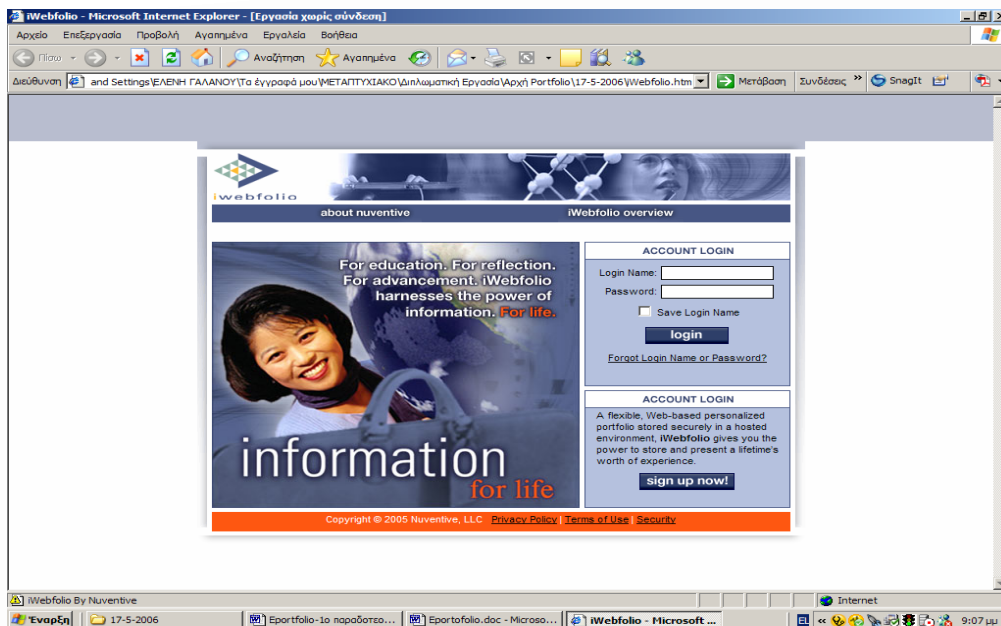 iWebfolio - Microsoft Internet Explorer - [Εργασία χωρίς σύνδεση]
Αρχείο Επεξεργασία Προβολή Αγαπημένα Εργαλεία Βοήθεια
Πίσω Αναζήτηση Αγαπημένα
Διεύθυνση and Settings\ΕΛΕΝΗ ΓΑΛΑΝΟΥ\Τα έγγραφά μου\ΜΕΤΑΠΤΥΧΙΑΚΟ\Διπλωματική Εργασία\Αρχή Portfolio\17-5-2006\iWebfolio.htm Μετάβαση Συνδέσεις » SnagIt
iwebfolio
about nuventive iWebfolio overview
For education. For reflection.
For advancement. iWebfolio
harnesses the power of
information. For life.
information
for life
ACCOUNT LOGIN
Login Name:
Password:
Save Login Name
login
Forgot Login Name or Password?
ACCOUNT LOGIN
A flexible, Web-based personalized
portfolio stored securely in a hosted
environment, iWebfolio gives you the
power to store and present a lifetime's
worth of experience.
sign up now!
Copyright © 2005 Nuventive, LLC Privacy Policy | Terms of Use | Security
iWebfolio By Nuventive Internet
Έναρξη 17-5-2006 Eportfolio-1ο παραδοτεο... Eportofolio.doc - Microso... iWebfolio - Microsoft ... EL « 9:07 μμ